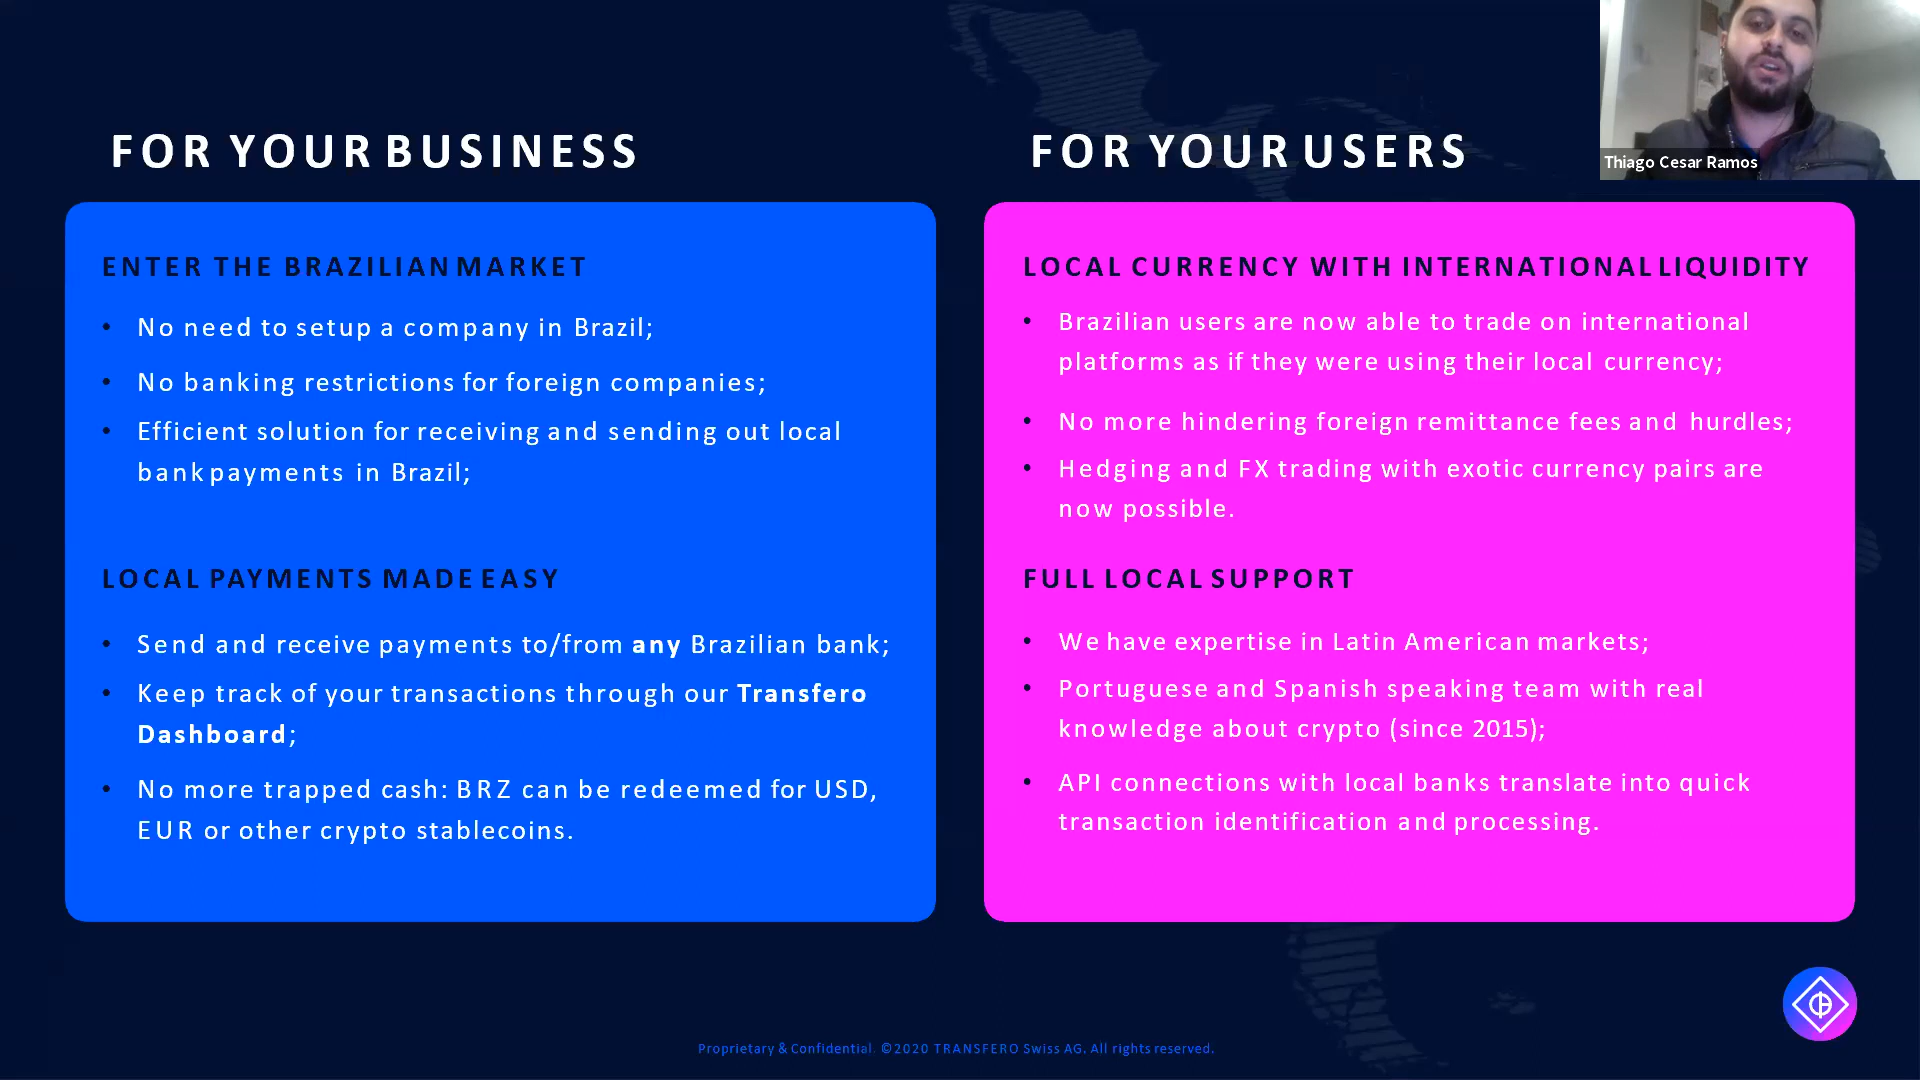 FOR YOUR BUSINESS
ENTER THE BRAZILIAN MARKET
• No need to setup a company in Brazil;
• No banking restrictions for foreign companies;
• Efficient solution for receiving and sending out local
bank payments in Brazil;
LOCAL PAYMENTS MADE EASY
• Send and receive payments to/from any Brazilian bank;
• Keep track of your transactions through our Transfero
Dashboard;
• No more trapped cash: BRZ can be redeemed for USD,
EUR or other crypto stablecoins.
FOR YOUR USERS
LOCAL CURRENCY WITH INTERNATIONAL LIQUIDITY
• Brazilian users are now able to trade on international
platforms as if they were using their local currency;
• No more hindering foreign remittance fees and hurdles;
• Hedging and FX trading with exotic currency pairs are
now possible.
FULL LOCAL SUPPORT
• We have expertise in Latin American markets;
• Portuguese and Spanish speaking team with real
knowledge about crypto (since 2015);
• API connections with local banks translate into quick
transaction identification and processing.
Thiago Cesar Ramos
Proprietary & Confidential. ©2020 TRANSFERO Swiss AG. All rights reserved.